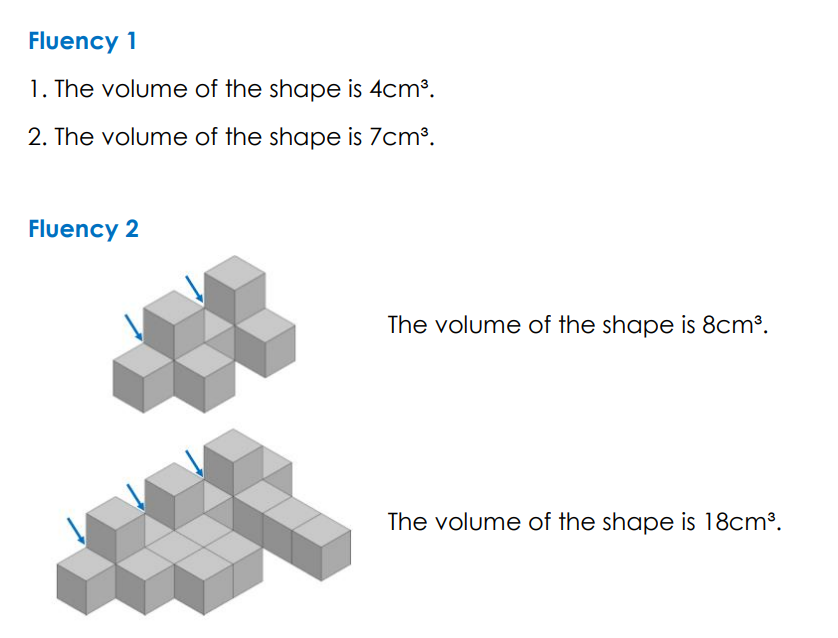 Fluency 1
1. The volume of the shape is 4cm³.
2. The volume of the shape is 7cm³.
Fluency 2
The volume of the shape is 8cm³.
The volume of the shape is 18cm³.